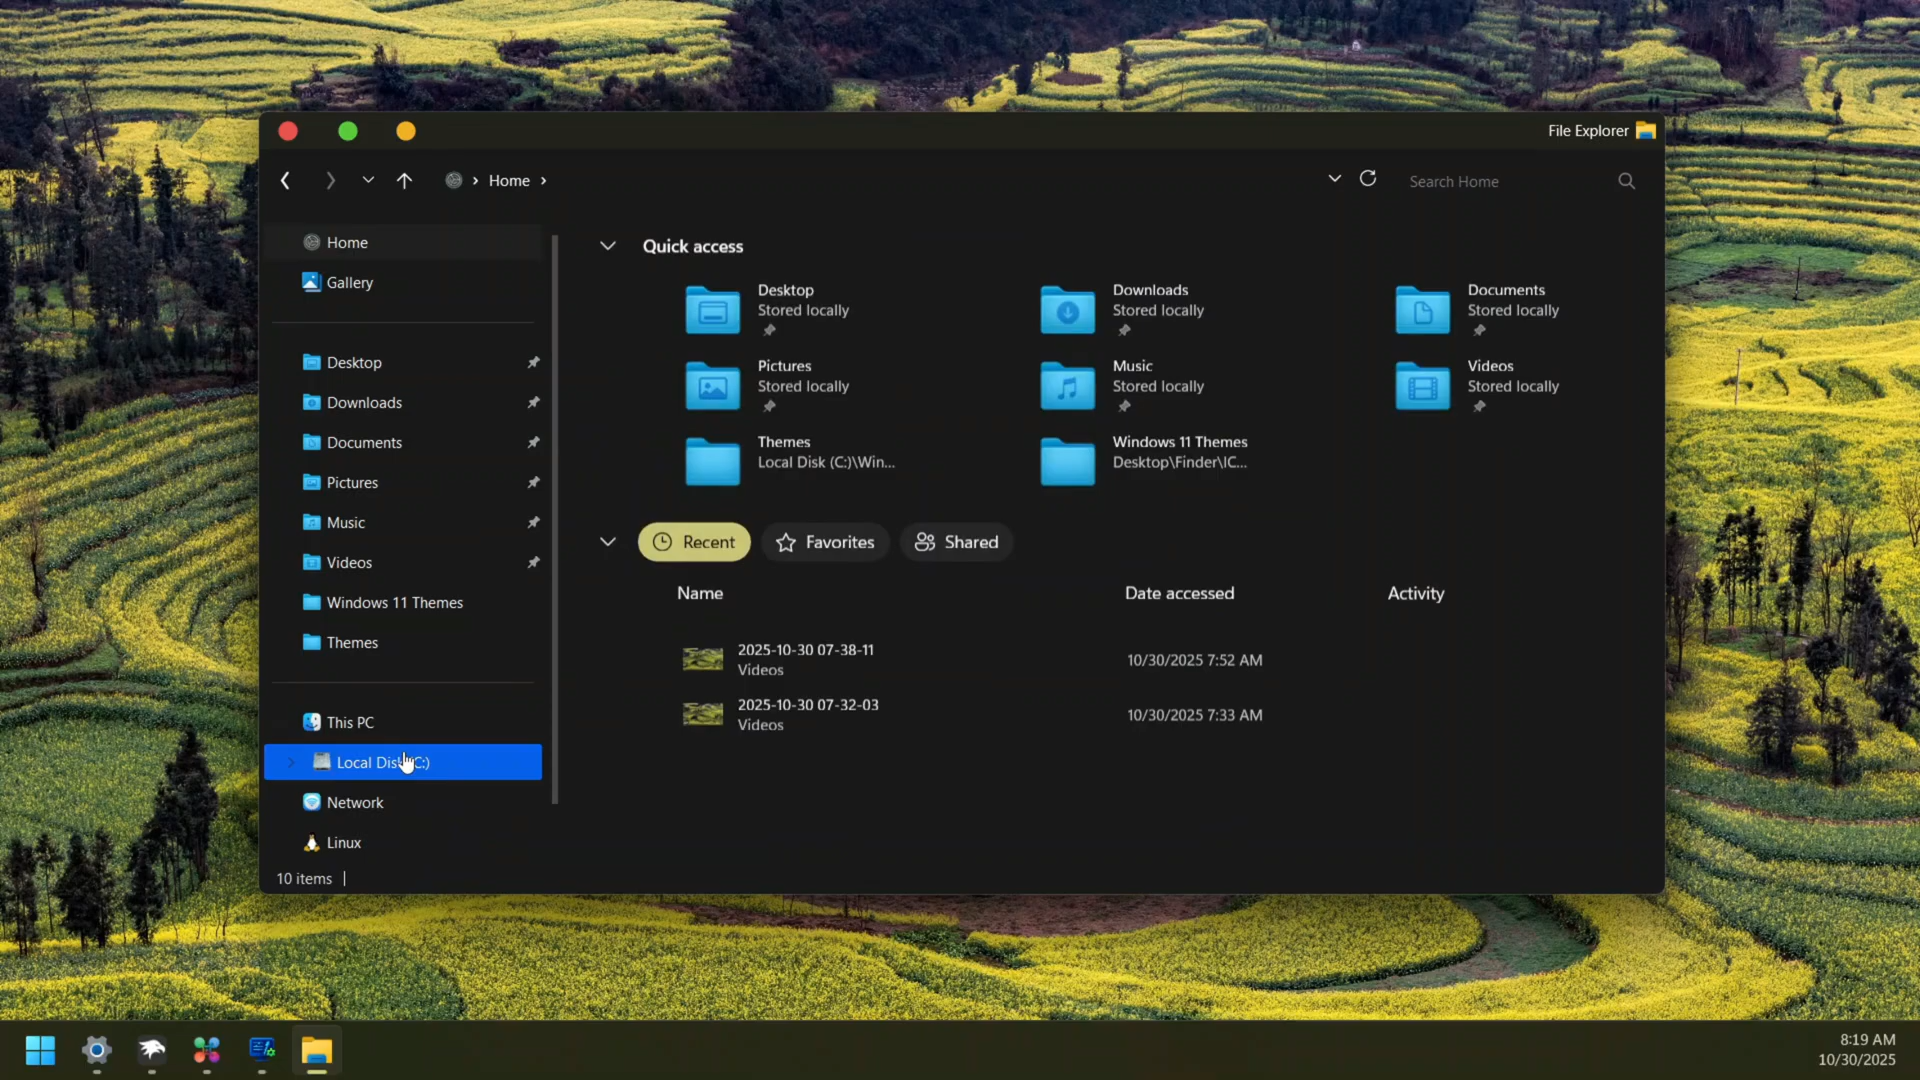 File Explorer
Home
Search Home
Home
Gallery
Desktop
Downloads
Documents
Pictures
Music
Videos
Windows 11 Themes
Themes
This PC
Local Disk (C:)
Network
Linux
10 items
Quick access
Desktop
Stored locally
Downloads
Stored locally
Documents
Stored locally
Pictures
Stored locally
Music
Stored locally
Videos
Stored locally
Themes
Local Disk (C:)\Win...
Windows 11 Themes
Desktop\Finder\IC...
Recent
Favorites
Shared
Name
Date accessed
Activity
2025-10-30 07-38-11
Videos
10/30/2025 7:52 AM
2025-10-30 07-32-03
Videos
10/30/2025 7:33 AM
8:19 AM
10/30/2025